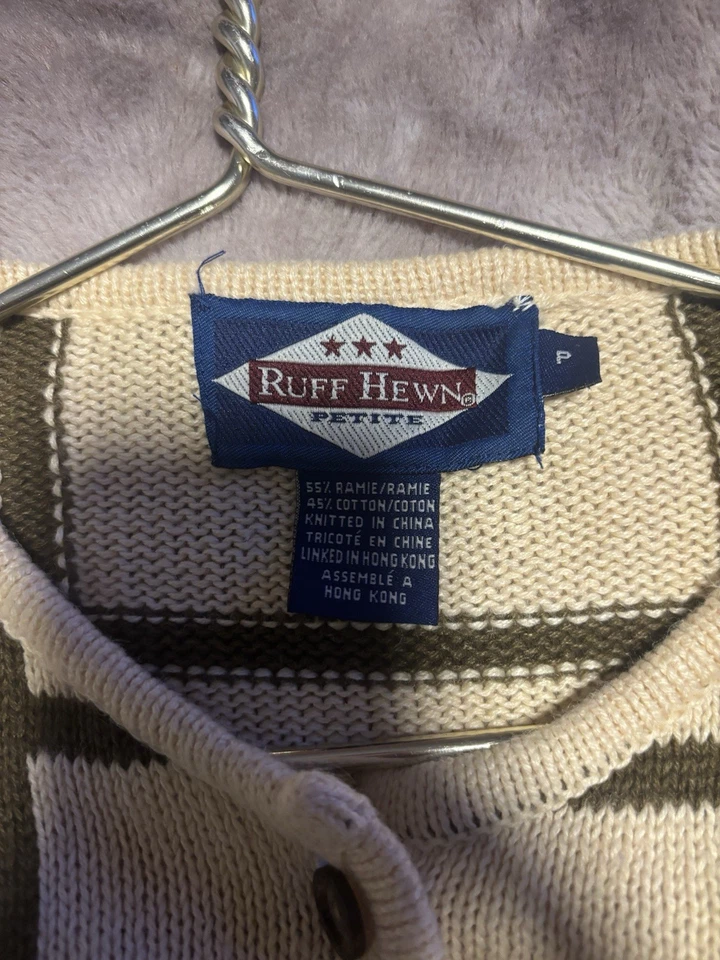 ★★★
RUFF HEWN®
PETITE
P
55% RAMIE/RAMIE
45% COTTON/COTON
KNITTED IN CHINA
TRICOTÉ EN CHINE
LINKED IN HONG KONG
ASSEMBLÉ A
HONG KONG